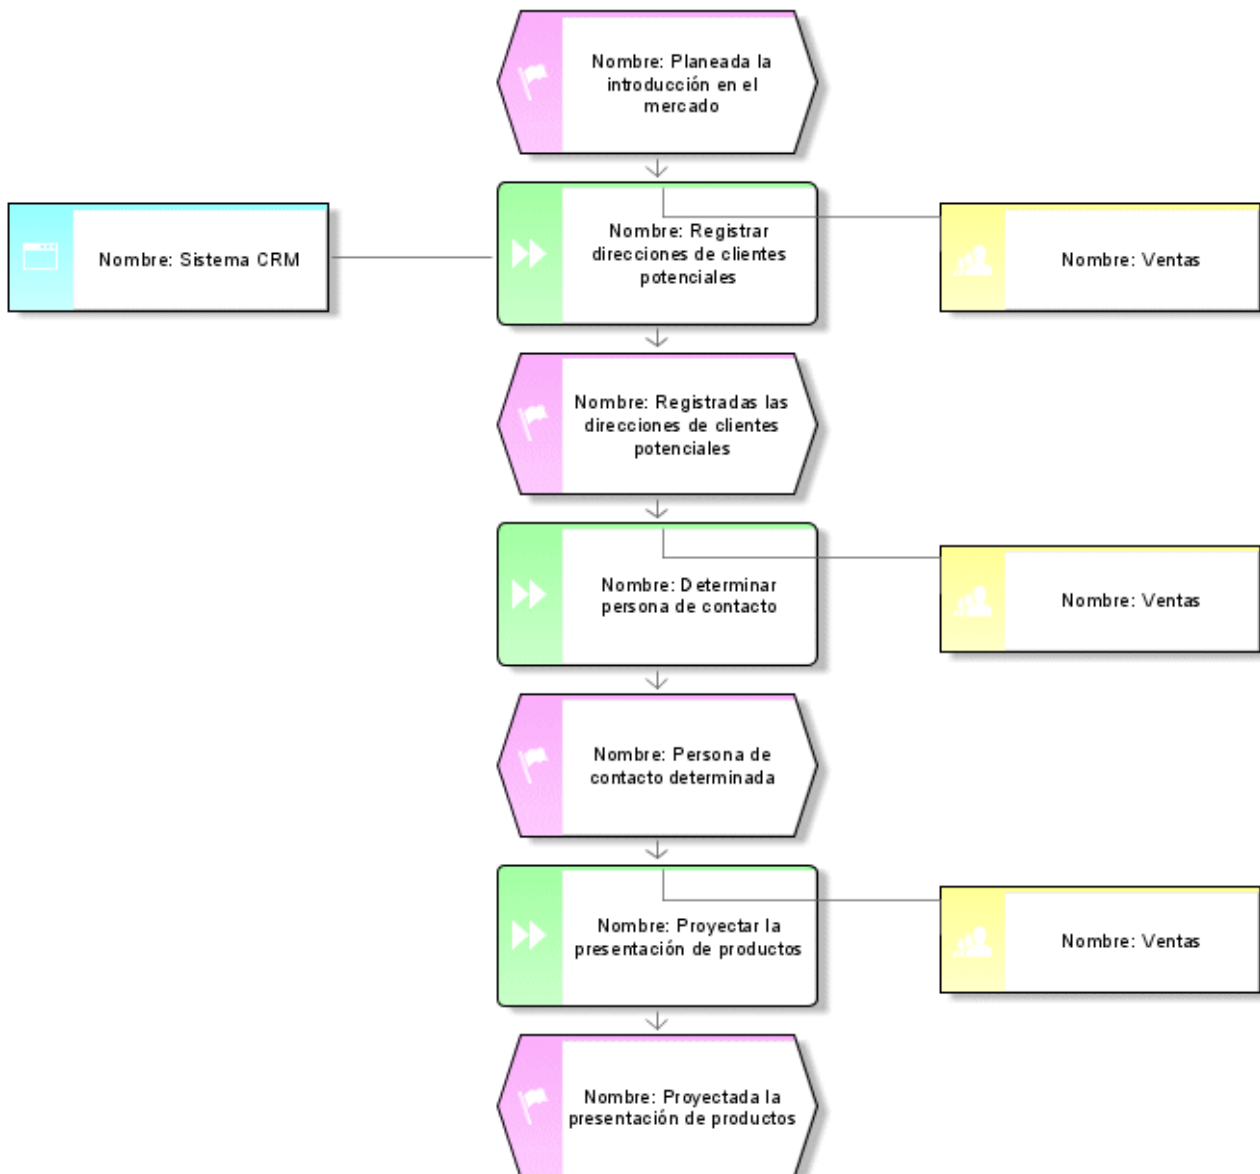 Nombre: Planeada la
introducción en el
mercado
Nombre: Sistema CRM
Nombre: Registrar
direcciones de clientes
potenciales
Nombre: Ventas
Nombre: Registradas las
direcciones de clientes
potenciales
Nombre: Determinar
persona de contacto
Nombre: Ventas
Nombre: Persona de
contacto determinada
Nombre: Proyectar la
presentación de productos
Nombre: Ventas
Nombre: Proyectada la
presentación de productos